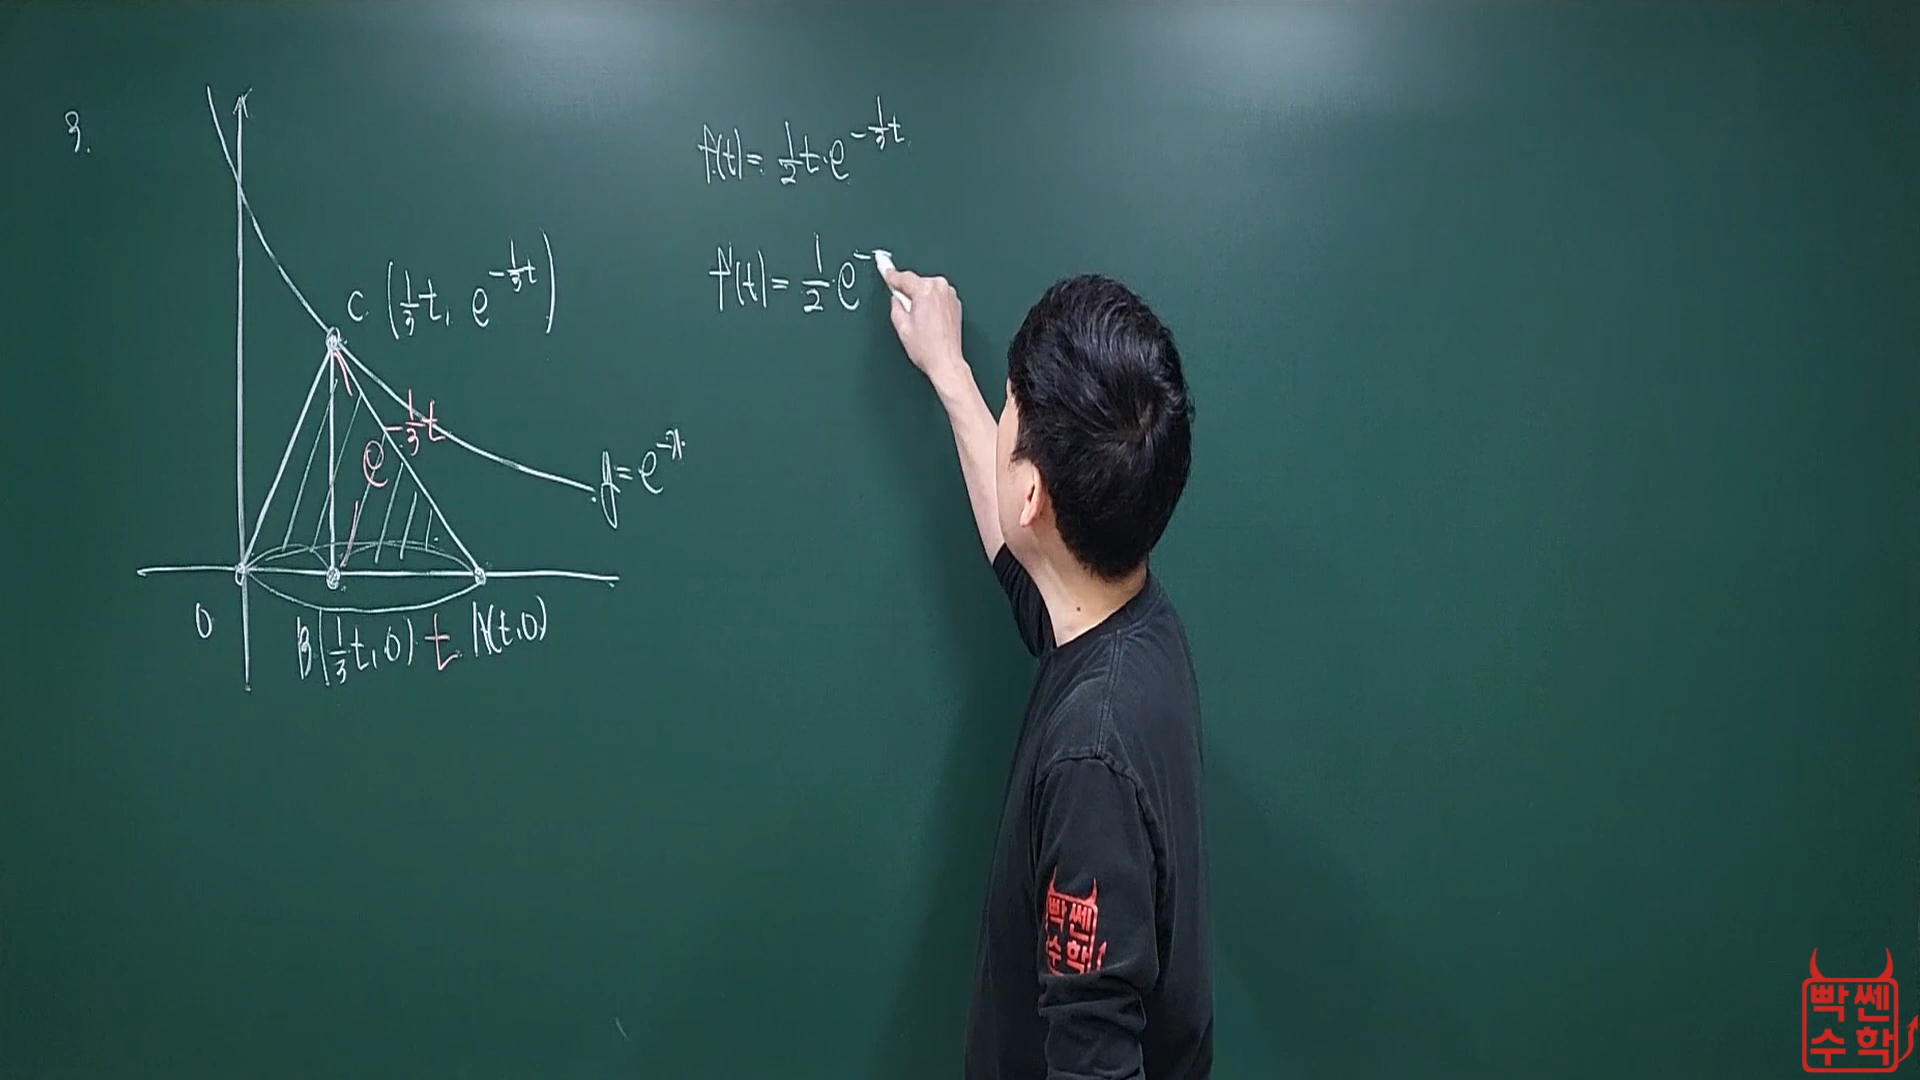 3.
f(t) = 1/2 t · e^{-1/3 t}
f'(t) = 1/2 · e^{-
C (1/3 t, e^{-1/3 t})
e^{-1/3 t}
y = e^{-x}
O
B(1/3 t, 0)
t
A(t, 0)
빡쎈
수학
빡쎈
수학